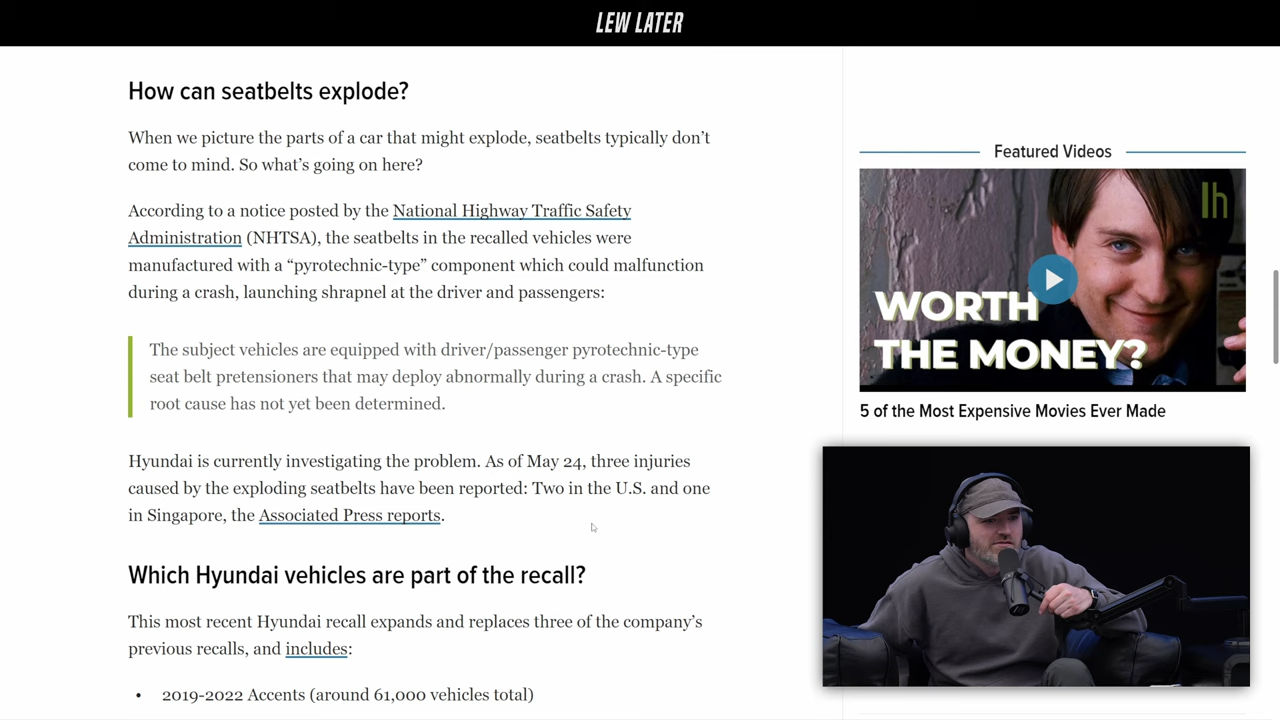 LEW LATER
How can seatbelts explode?
When we picture the parts of a car that might explode, seatbelts typically don’t
come to mind. So what’s going on here?
According to a notice posted by the National Highway Traffic Safety
Administration (NHTSA), the seatbelts in the recalled vehicles were
manufactured with a “pyrotechnic-type” component which could malfunction
during a crash, launching shrapnel at the driver and passengers:
The subject vehicles are equipped with driver/passenger pyrotechnic-type
seat belt pretensioners that may deploy abnormally during a crash. A specific
root cause has not yet been determined.
Hyundai is currently investigating the problem. As of May 24, three injuries
caused by the exploding seatbelts have been reported: Two in the U.S. and one
in Singapore, the Associated Press reports.
Which Hyundai vehicles are part of the recall?
This most recent Hyundai recall expands and replaces three of the company’s
previous recalls, and includes:
• 2019-2022 Accents (around 61,000 vehicles total)
Featured Videos
lh
WORTH
THE MONEY?
5 of the Most Expensive Movies Ever Made